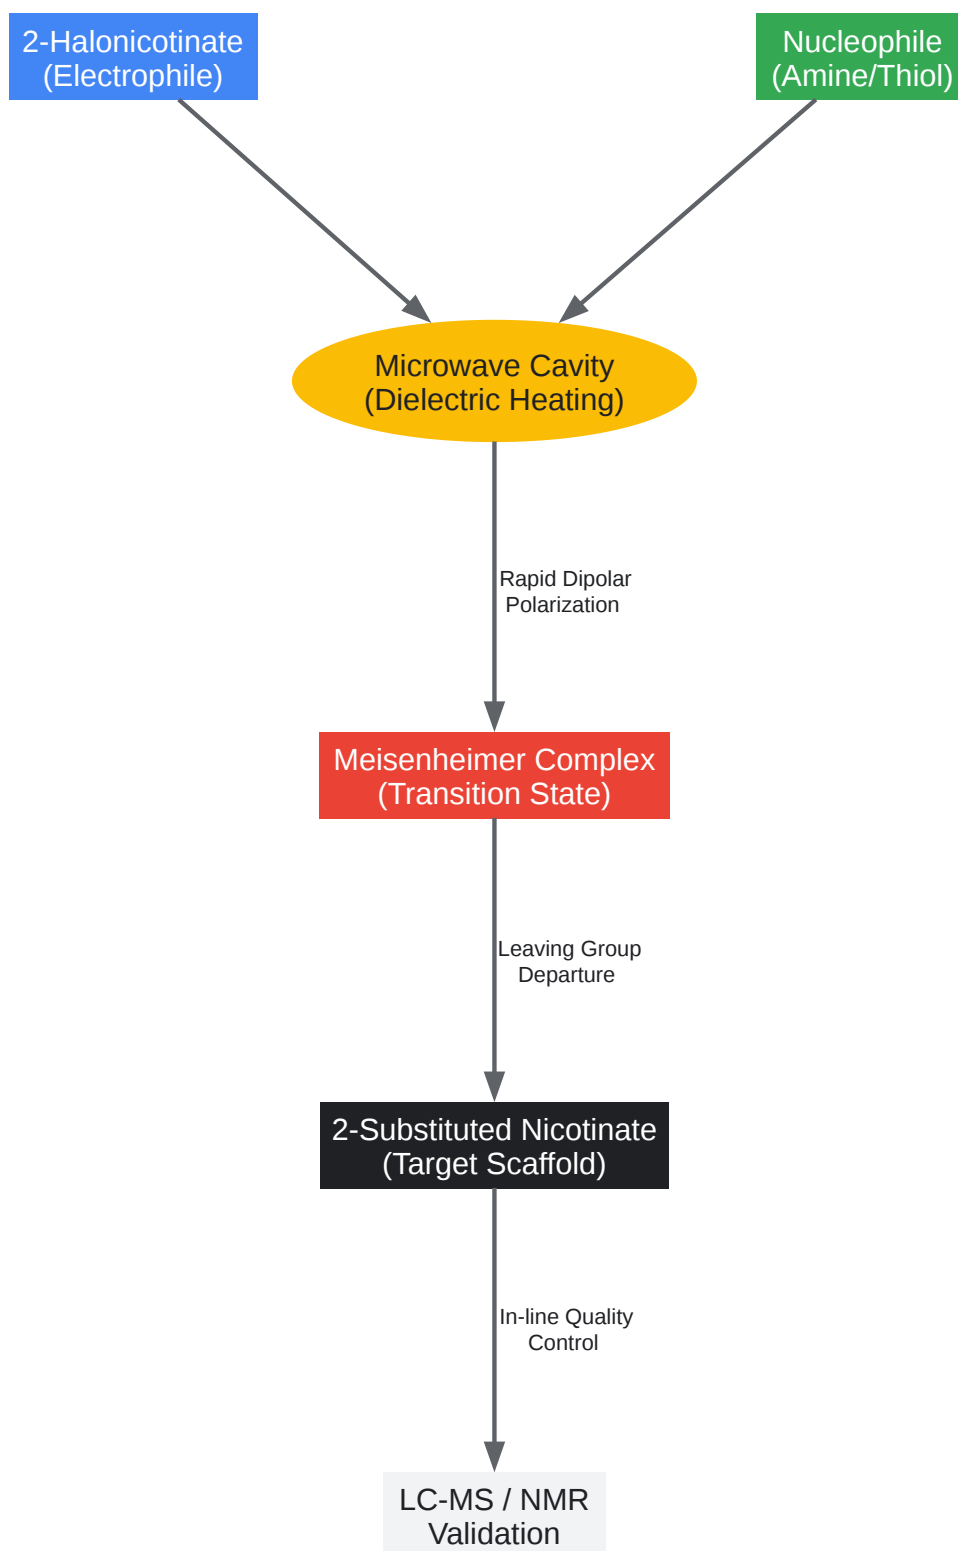 2-Halonicotinate
(Electrophile)
Nucleophile
(Amine/Thiol)
Microwave Cavity
(Dielectric Heating)
Rapid Dipolar
Polarization
Meisenheimer Complex
(Transition State)
Leaving Group
Departure
2-Substituted Nicotinate
(Target Scaffold)
In-line Quality
Control
LC-MS / NMR
Validation